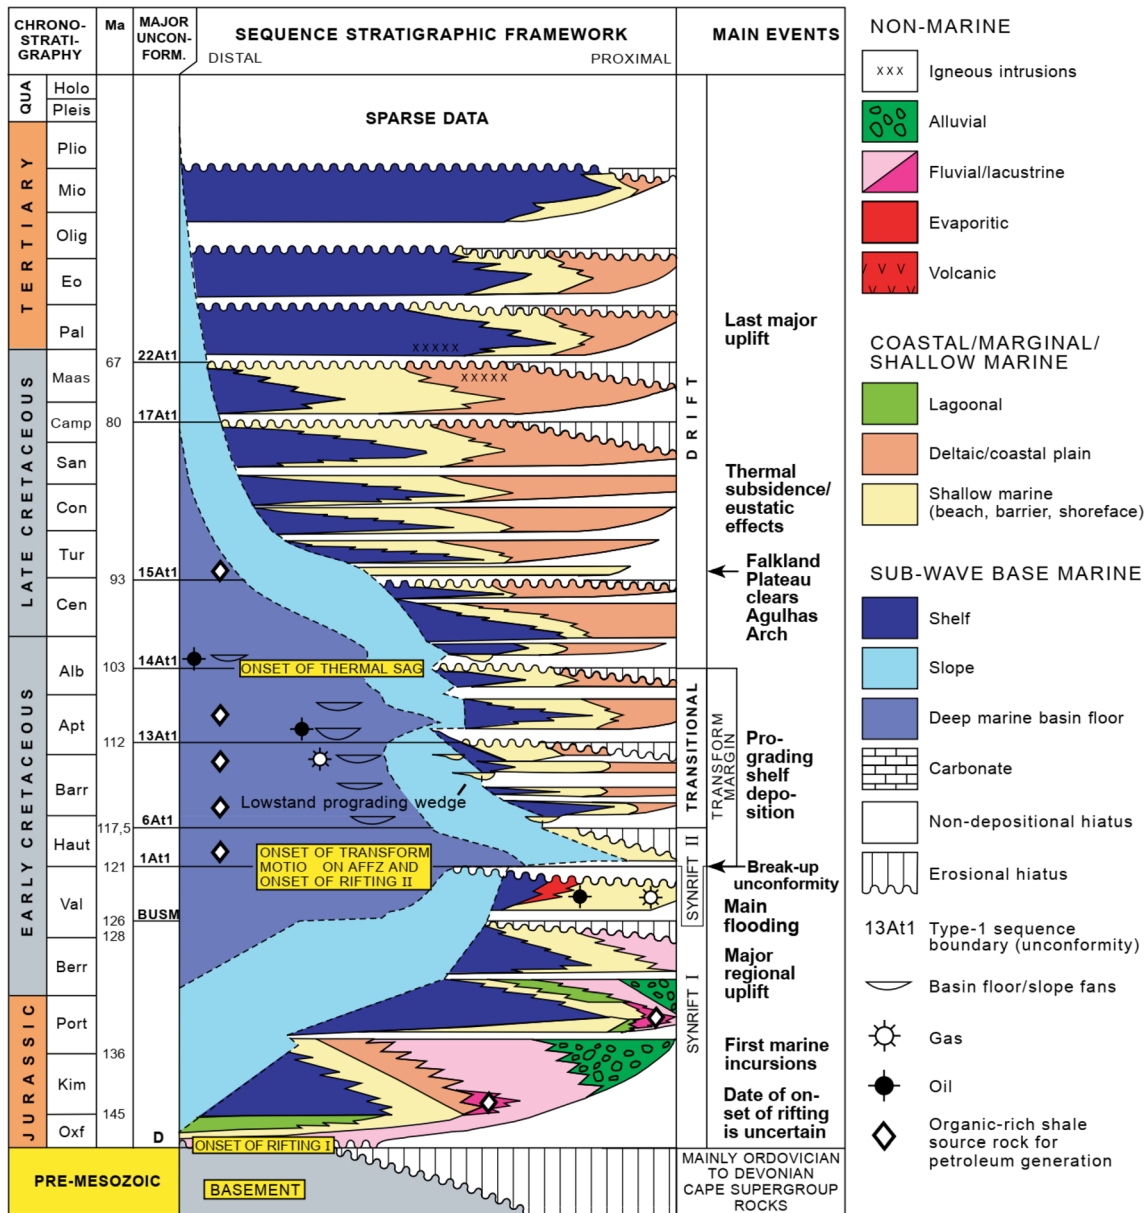 CHRONO-
STRATI-
GRAPHY
Ma
MAJOR
UNCON-
FORM.
SEQUENCE STRATIGRAPHIC FRAMEWORK
DISTAL
PROXIMAL
MAIN EVENTS
QUA
Holo
Pleis
TERTIARY
Plio
Mio
Olig
Eo
Pal
LATE CRETACEOUS
Maas
Camp
San
Con
Tur
Cen
EARLY CRETACEOUS
Alb
Apt
Barr
Haut
Val
Berr
JURASSIC
Port
Kim
Oxf
PRE-MESOZOIC
67
80
93
103
112
117,5
121
126
128
136
145
22At1
17At1
15At1
14At1
13At1
6At1
1At1
BUSM
D
SPARSE DATA
xxxxx
xxxxx
ONSET OF THERMAL SAG
Lowstand prograding wedge
ONSET OF TRANSFORM
MOTIO ON AFFZ AND
ONSET OF RIFTING II
ONSET OF RIFTING I
BASEMENT
DRIFT
TRANSITIONAL
TRANSFORM
MARGIN
SYNRIFT II
SYNRIFT I
Last major
uplift
Thermal
subsidence/
eustatic
effects
Falkland
Plateau
clears
Agulhas
Arch
Pro-
grading
shelf
depo-
sition
Break-up
unconformity
Main
flooding
Major
regional
uplift
First marine
incursions
Date of on-
set of rifting
is uncertain
MAINLY ORDOVICIAN
TO DEVONIAN
CAPE SUPERGROUP
ROCKS
NON-MARINE
xxx
Igneous intrusions
Alluvial
Fluvial/lacustrine
Evaporitic
Volcanic
COASTAL/MARGINAL/
SHALLOW MARINE
Lagoonal
Deltaic/coastal plain
Shallow marine
(beach, barrier, shoreface)
SUB-WAVE BASE MARINE
Shelf
Slope
Deep marine basin floor
Carbonate
Non-depositional hiatus
Erosional hiatus
13At1
Type-1 sequence
boundary (unconformity)
Basin floor/slope fans
Gas
Oil
Organic-rich shale
source rock for
petroleum generation